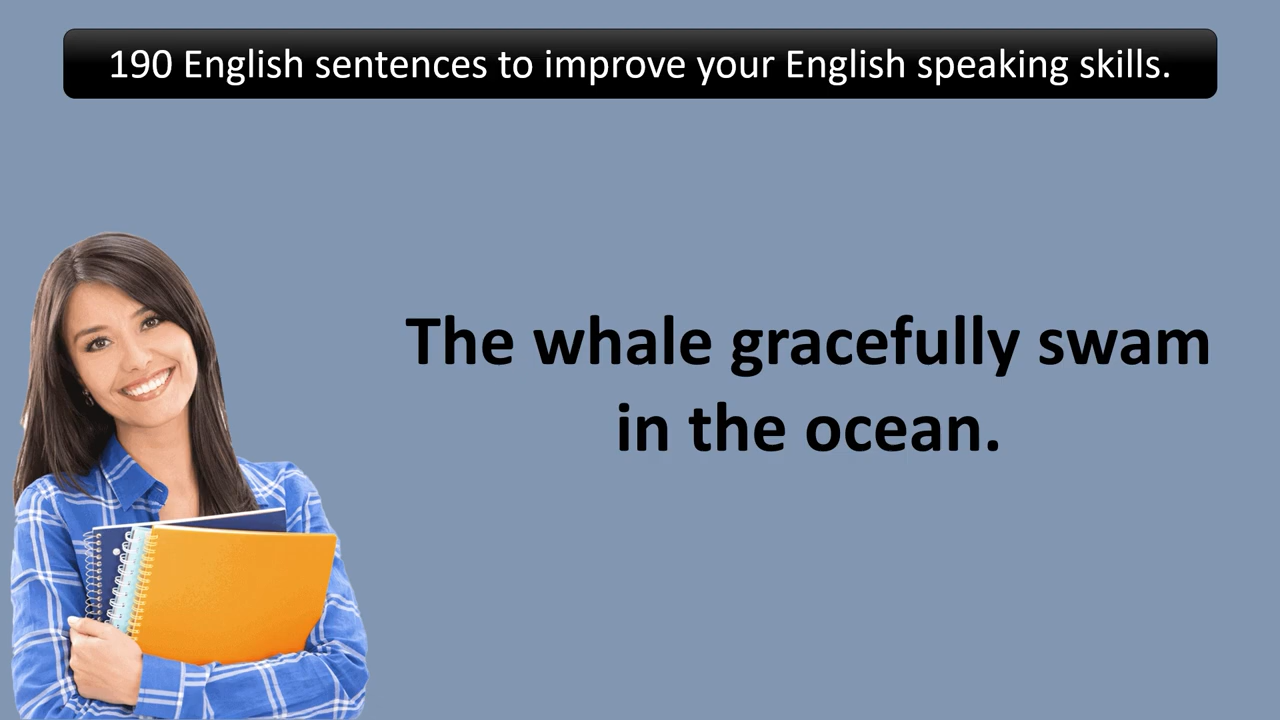 190 English sentences to improve your English speaking skills.
The whale gracefully swam
in the ocean.